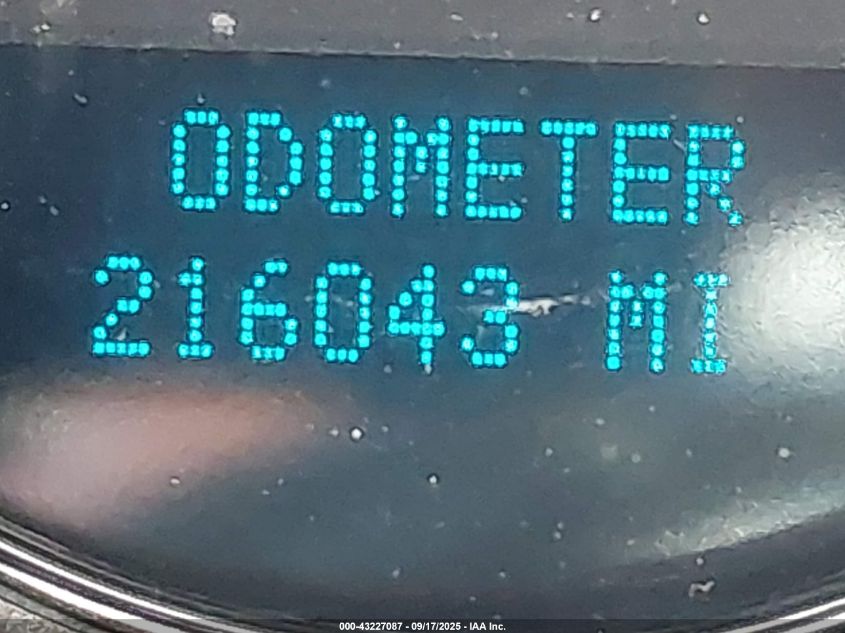 ODOMETER
216043 MI
000-43227087 - 09/17/2025 - IAA Inc.